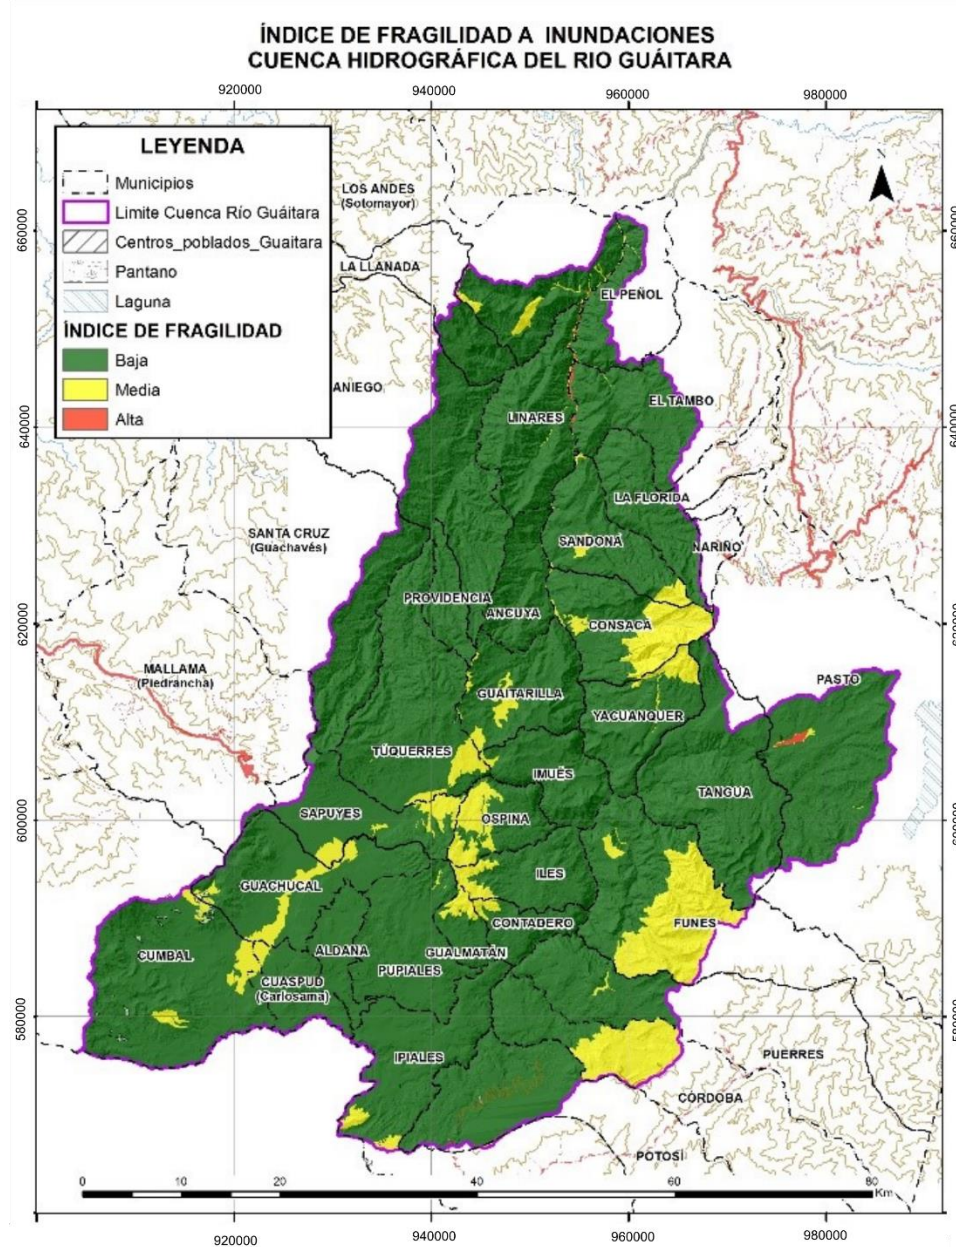 ÍNDICE DE FRAGILIDAD A INUNDACIONES
CUENCA HIDROGRÁFICA DEL RIO GUÁITARA
920000 940000 960000 980000
LEYENDA
Municipios
Limite Cuenca Río Guáitara
Centros_poblados_Guaitara
Pantano
Laguna
ÍNDICE DE FRAGILIDAD
Baja
Media
Alta
660000
660000
640000
640000
620000
600000
580000
LOS ANDES
(Sotomayor)
LA LLANADA
EL PEÑOL
ANIEGO
EL TAMBO
LINARES
LA FLORIDA
SANTA CRUZ
(Guachavés)
SANDONA
NARIÑO
PROVIDENCIA
ANCUYA
CONSACA
MALLAMA
(Piedrancha)
PASTO
GUAITARILLA
YACUANQUER
TÚQUERRES
IMUÉS
TANGUA
SAPUYES
OSPINA
ILES
GUACHUCAL
CONTADERO
FUNES
CUMBAL
ALDANA
GUALMATÁN
PUPIALES
CUASPUD
(Carlosama)
IPIALES
PUERRES
CÓRDOBA
POTOSÍ
0 10 20 40 60 80
Km
920000 940000 960000 980000